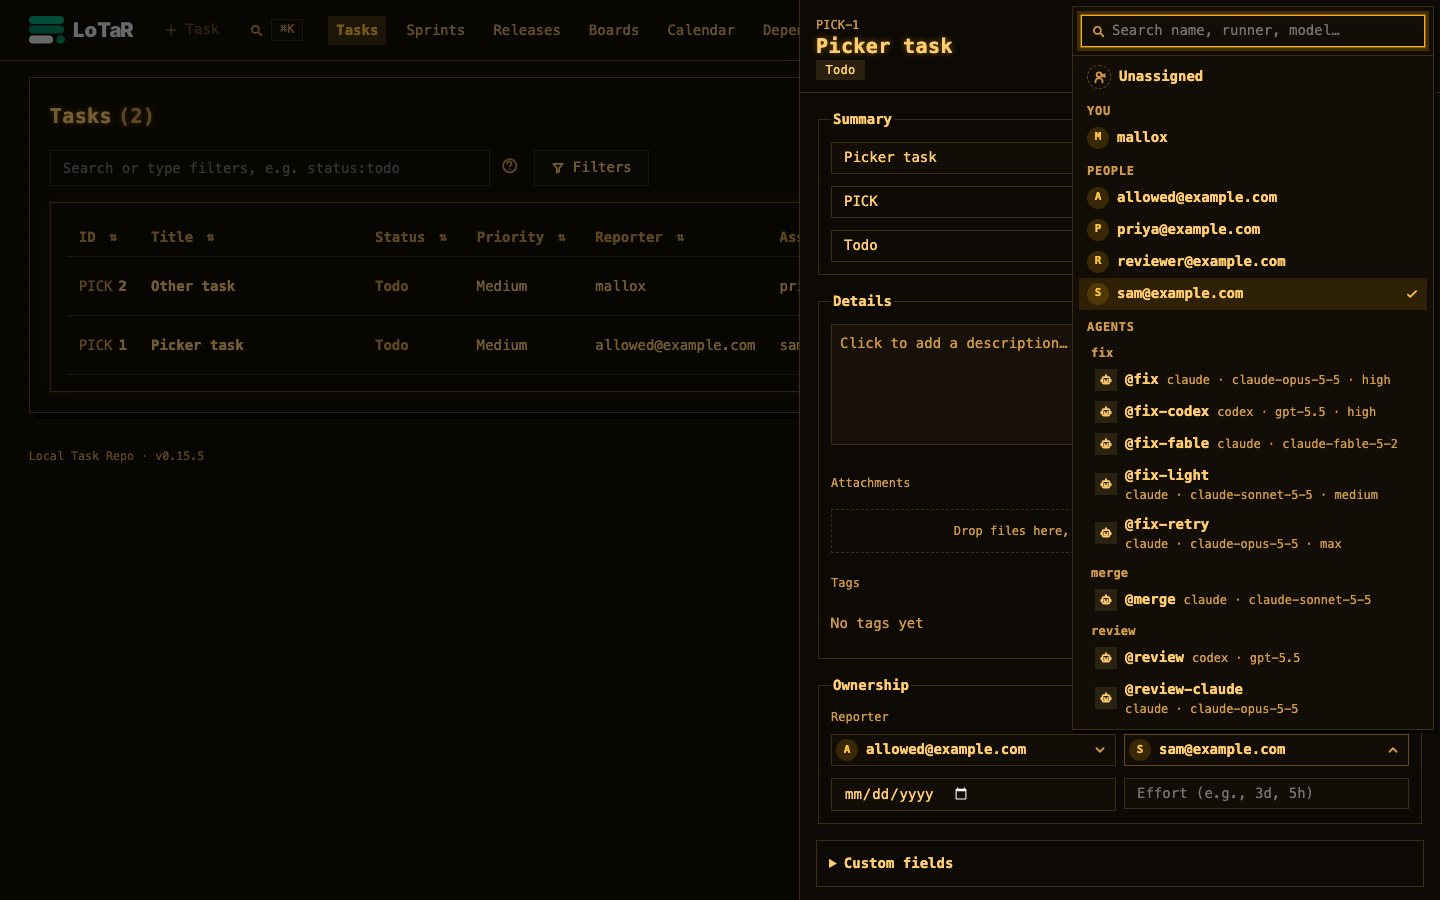 LoTaR
+ Task
⌘K
Tasks
Sprints
Releases
Boards
Calendar
Tasks (2)
Search or type filters, e.g. status:todo
Filters
ID
Title
Status
Priority
Reporter
PICK 2
Other task
Todo
Medium
mallox
PICK 1
Picker task
Todo
Medium
allowed@example.com
Local Task Repo · v0.15.5
PICK-1
Picker task
Todo
Summary
Picker task
PICK
Todo
Details
Click to add a description…
Attachments
Drop files here,
Tags
No tags yet
Ownership
Reporter
A allowed@example.com
S sam@example.com
mm/dd/yyyy
Effort (e.g., 3d, 5h)
Custom fields
Search name, runner, model…
Unassigned
YOU
M mallox
PEOPLE
A allowed@example.com
P priya@example.com
R reviewer@example.com
S sam@example.com
AGENTS
fix
@fix claude · claude-opus-5-5 · high
@fix-codex codex · gpt-5.5 · high
@fix-fable claude · claude-fable-5-2
@fix-light
claude · claude-sonnet-5-5 · medium
@fix-retry
claude · claude-opus-5-5 · max
merge
@merge claude · claude-sonnet-5-5
review
@review codex · gpt-5.5
@review-claude
claude · claude-opus-5-5